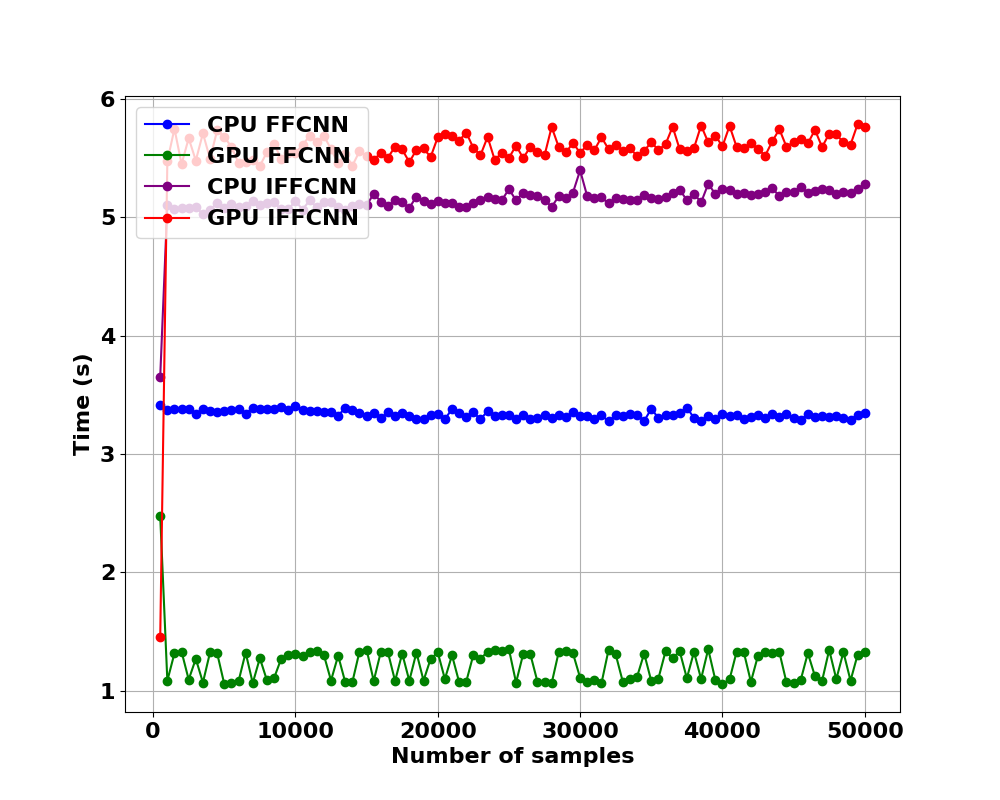 6
5
4
3
2
1
Time (s)
CPU FFCNN
GPU FFCNN
CPU IFFCNN
GPU IFFCNN
0 10000 20000 30000 40000 50000
Number of samples